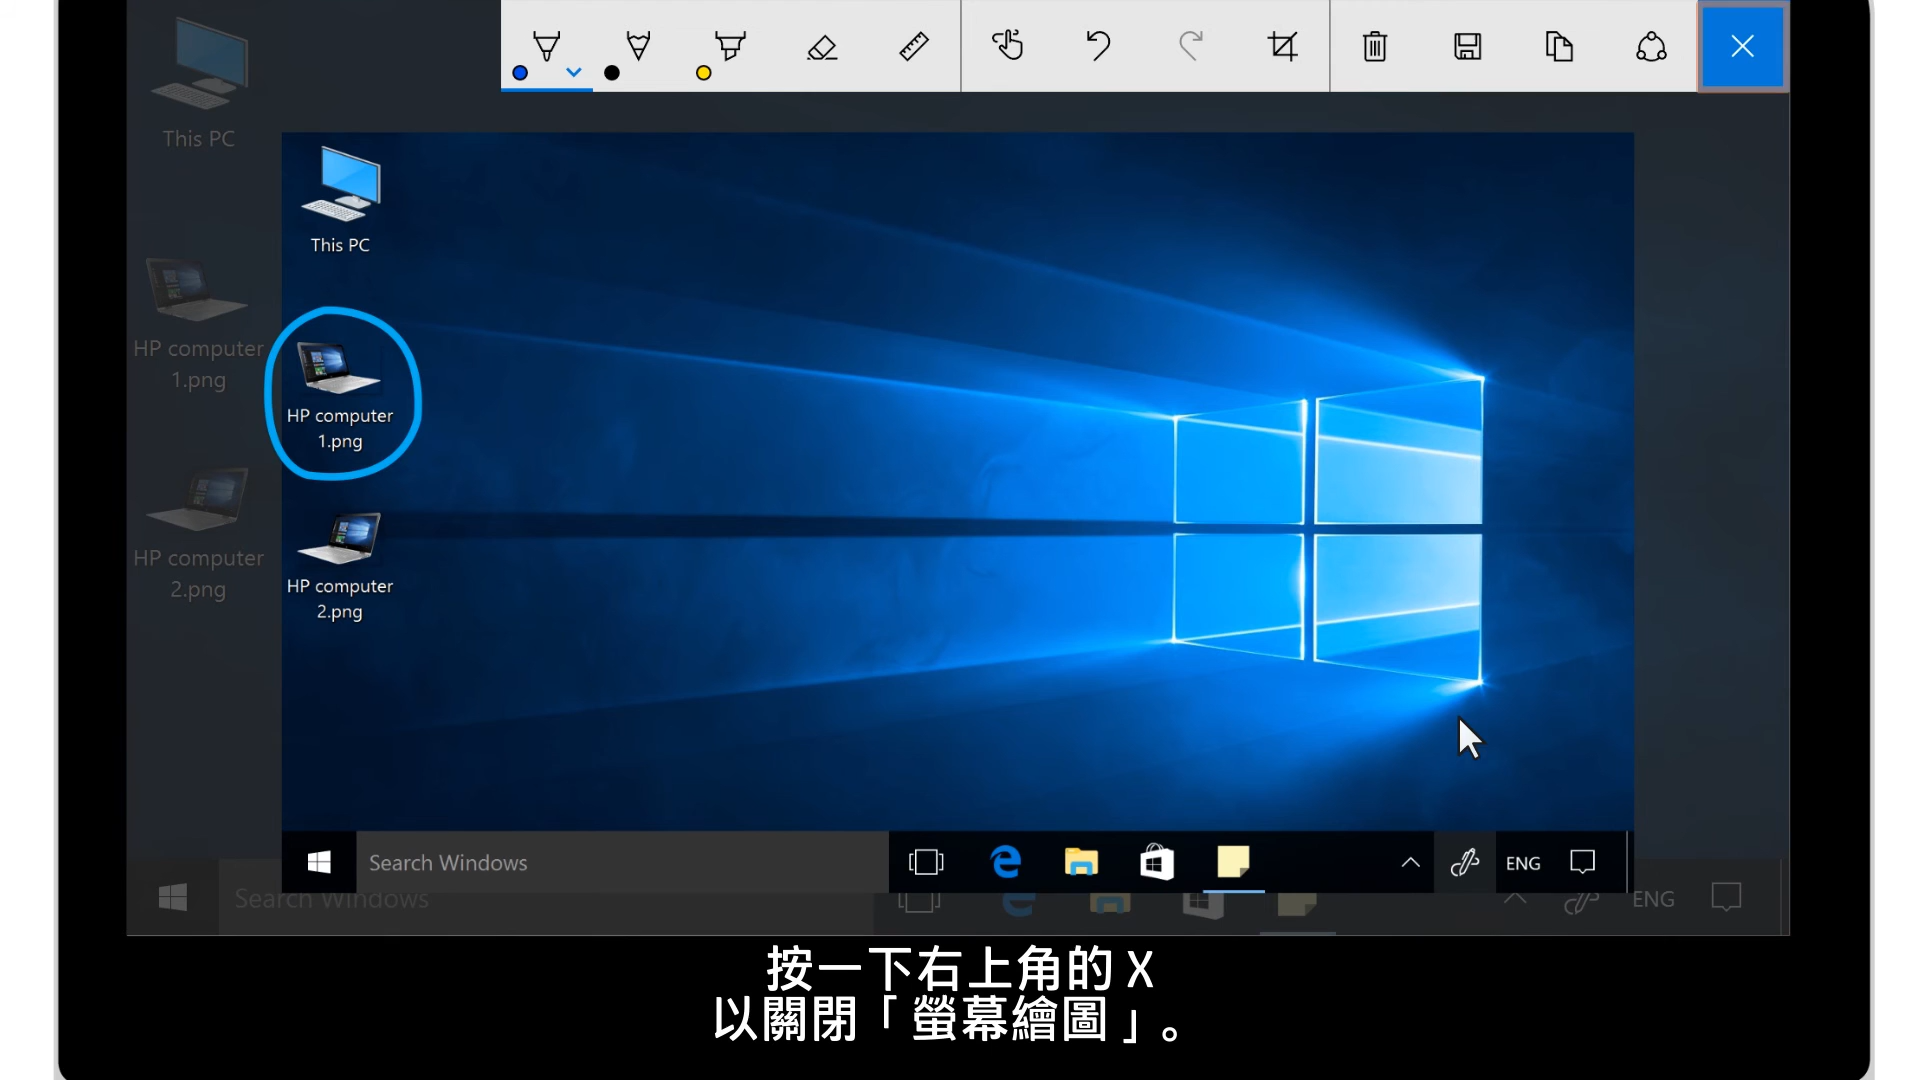 This PC
HP computer
1.png
HP computer
2.png
Search Windows
ENG
This PC
HP computer
1.png
HP computer
2.png
Search Windows
ENG
按一下右上角的 X
以關閉「螢幕繪圖」。